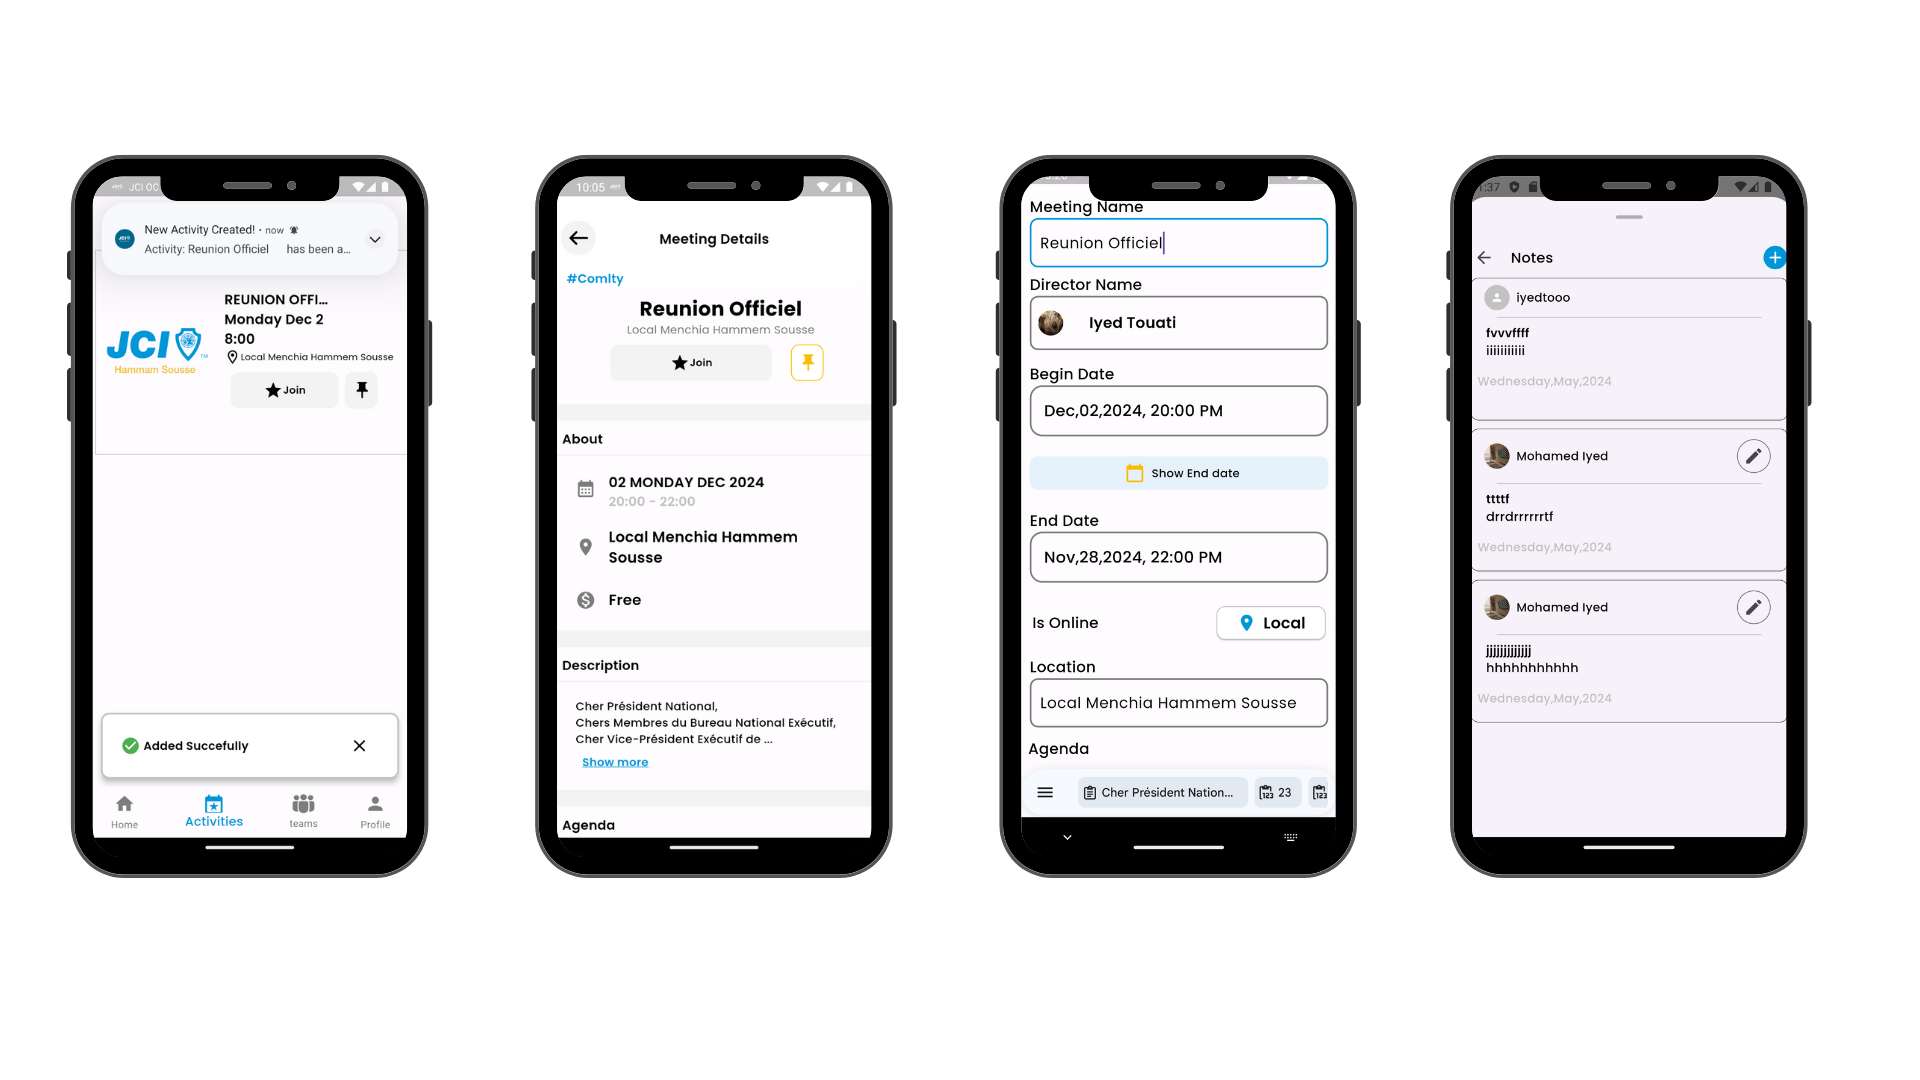 JCI OC
New Activity Created! • now
Activity: Reunion Officiel has been a...
REUNION OFFI...
Monday Dec 2
8:00
Local Menchia Hammem Sousse
JCI
TM
Hammam Sousse
Join
Added Succefully
Home
Activities
teams
Profile
10:05
Meeting Details
#Comlty
Reunion Officiel
Local Menchia Hammem Sousse
Join
About
02 MONDAY DEC 2024
20:00 - 22:00
Local Menchia Hammem
Sousse
Free
Description
Cher Président National,
Chers Membres du Bureau National Exécutif,
Cher Vice-Président Exécutif de ...
Show more
Agenda
Meeting Name
Reunion Officiel
Director Name
Iyed Touati
Begin Date
Dec,02,2024, 20:00 PM
Show End date
End Date
Nov,28,2024, 22:00 PM
Is Online
Local
Location
Local Menchia Hammem Sousse
Agenda
Cher Président Nation...
23
:37
Notes
iyedtooo
fvvvffff
iiiiiiiiiii
Wednesday,May,2024
Mohamed Iyed
ttttf
drrdrrrrrrtf
Wednesday,May,2024
Mohamed Iyed
jjjjjjjjjjjjj
hhhhhhhhhhh
Wednesday,May,2024